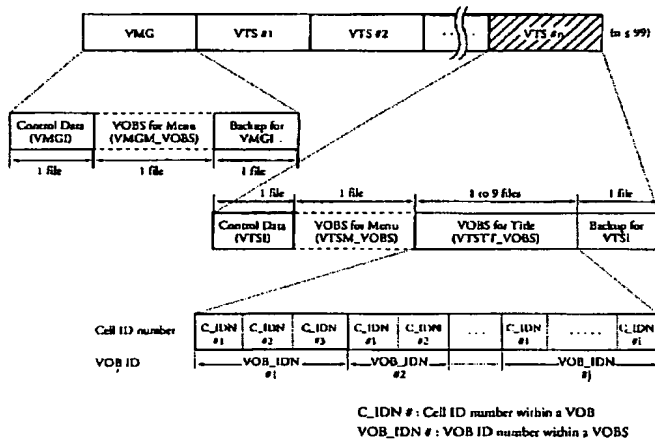 VMG VTS #1 VTS #2 ····· VTS #n (n ≤ 99)
Control Data (VMGI)
VOBS for Menu (VMGM_VOBS)
Backup for VMGI
1 file 1 file 1 file
1 file 1 file 1 to 9 files 1 file
Control Data (VTSI)
VOBS for Menu (VTSM_VOBS)
VOBS for Title (VTSTT_VOBS)
Backup for VTSI
Cell ID number C_IDN #1 C_IDN #2 C_IDN #3 C_IDN #1 C_IDN #2 ···· C_IDN #1 ····· C_IDN #i
VOB ID VOB_IDN #1 VOB_IDN #2 VOB_IDN #j
C_IDN # : Cell ID number within a VOB
VOB_IDN # : VOB ID number within a VOBS